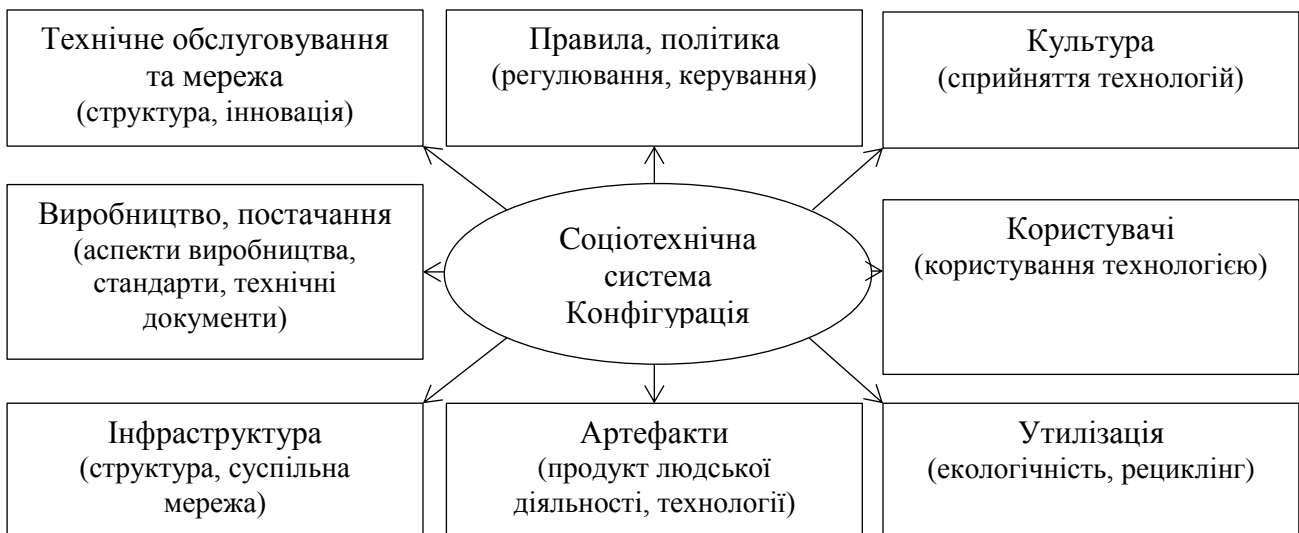 Технічне обслуговування
та мережа
(структура, інновація)
Правила, політика
(регулювання, керування)
Культура
(сприйняття технологій)
Виробництво, постачання
(аспекти виробництва,
стандарти, технічні
документи)
Соціотехнічна
система
Конфігурація
Користувачі
(користування технологією)
Інфраструктура
(структура, суспільна
мережа)
Артефакти
(продукт людської
діяльності, технології)
Утилізація
(екологічність, рециклінг)